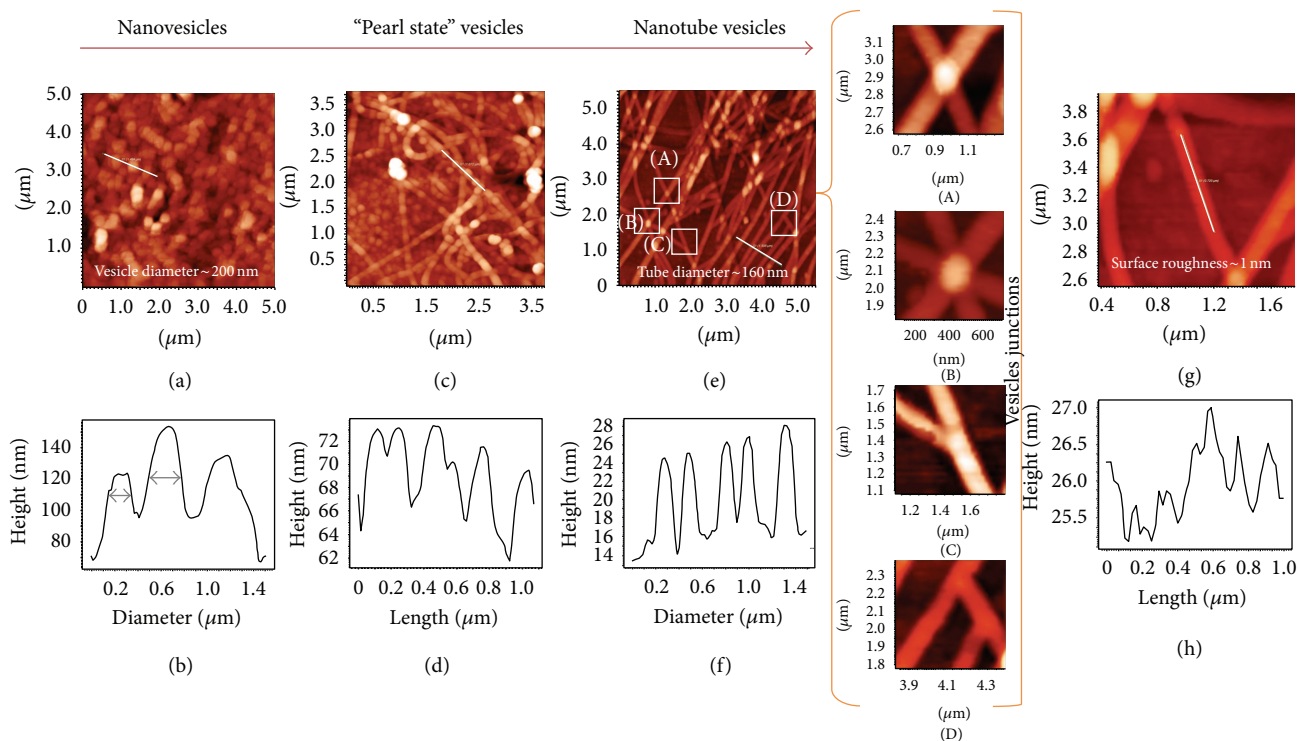 Nanovesicles
“Pearl state” vesicles
Nanotube vesicles
5.0
4.0
3.0
2.0
1.0
0 1.0 2.0 3.0 4.0 5.0
(μm)
(μm)
Vesicle diameter ~ 200 nm
(a)
3.5
3.0
2.5
2.0
1.5
1.0
0.5
0.5 1.5 2.5 3.5
(μm)
(μm)
(c)
5.0
4.0
3.0
2.0
1.0
0
0 1.0 2.0 3.0 4.0 5.0
(μm)
(μm)
(A)
(B)
(C)
(D)
Tube diameter ~ 160 nm
(e)
3.1
3.0
2.9
2.8
2.7
2.6
0.7 0.9 1.1
(μm)
(μm)
(A)
2.4
2.3
2.2
2.1
2.0
1.9
200 400 600
(μm)
(nm)
(B)
1.7
1.6
1.5
1.4
1.3
1.2
1.1
1.2 1.4 1.6
(μm)
(μm)
(C)
2.3
2.2
2.1
2.0
1.9
1.8
3.9 4.1 4.3
(μm)
(μm)
(D)
Vesicles junctions
3.8
3.6
3.4
3.2
3.0
2.8
2.6
0.4 0.8 1.2 1.6
(μm)
(μm)
Surface roughness ~ 1 nm
(g)
140
120
100
80
0.2 0.6 1.0 1.4
Height (nm)
Diameter (μm)
(b)
72
70
68
66
64
62
0 0.2 0.4 0.6 0.8 1.0
Height (nm)
Length (μm)
(d)
28
26
24
22
20
18
16
14
0.2 0.6 1.0 1.4
Height (nm)
Diameter (μm)
(f)
27.0
26.5
26.0
25.5
0 0.2 0.4 0.6 0.8 1.0
Height (nm)
Length (μm)
(h)